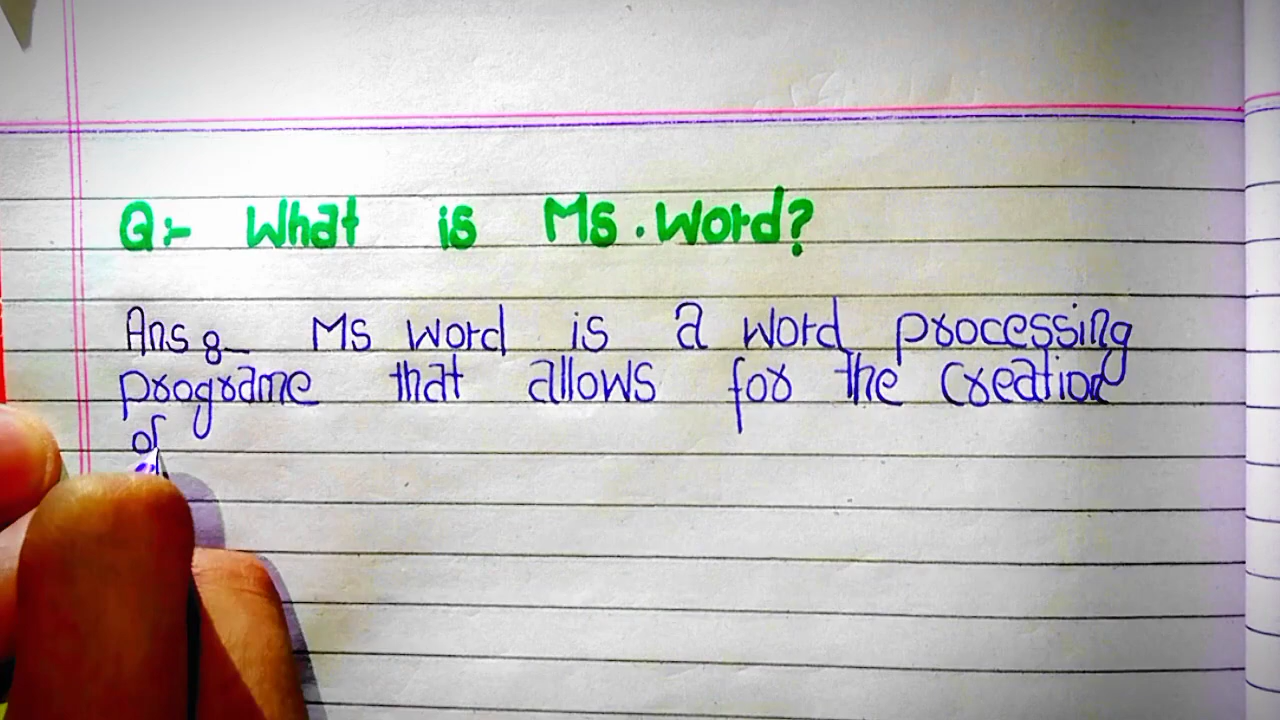 Q:- What is Ms. Word?
Ans:- Ms word is a word processing
programe that allows for the creation
of